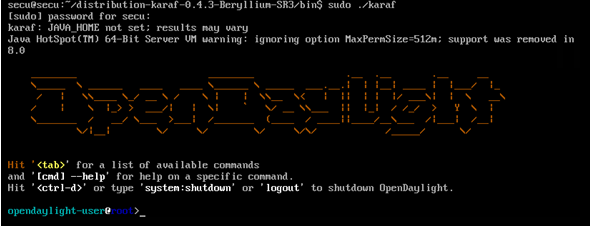 secu@secu:~/distribution-karaf-0.4.3-Beryllium-SR3/bin$ sudo ./karaf
[sudo] password for secu:
karaf: JAVA_HOME not set; results may vary
Java HotSpot(TM) 64-Bit Server VM warning: ignoring option MaxPermSize=512m; support was removed in
8.0
OpenDaylight
Hit '<tab>' for a list of available commands
and '[cmd] --help' for help on a specific command.
Hit '<ctrl-d>' or type 'system:shutdown' or 'logout' to shutdown OpenDaylight.
opendaylight-user@root>_